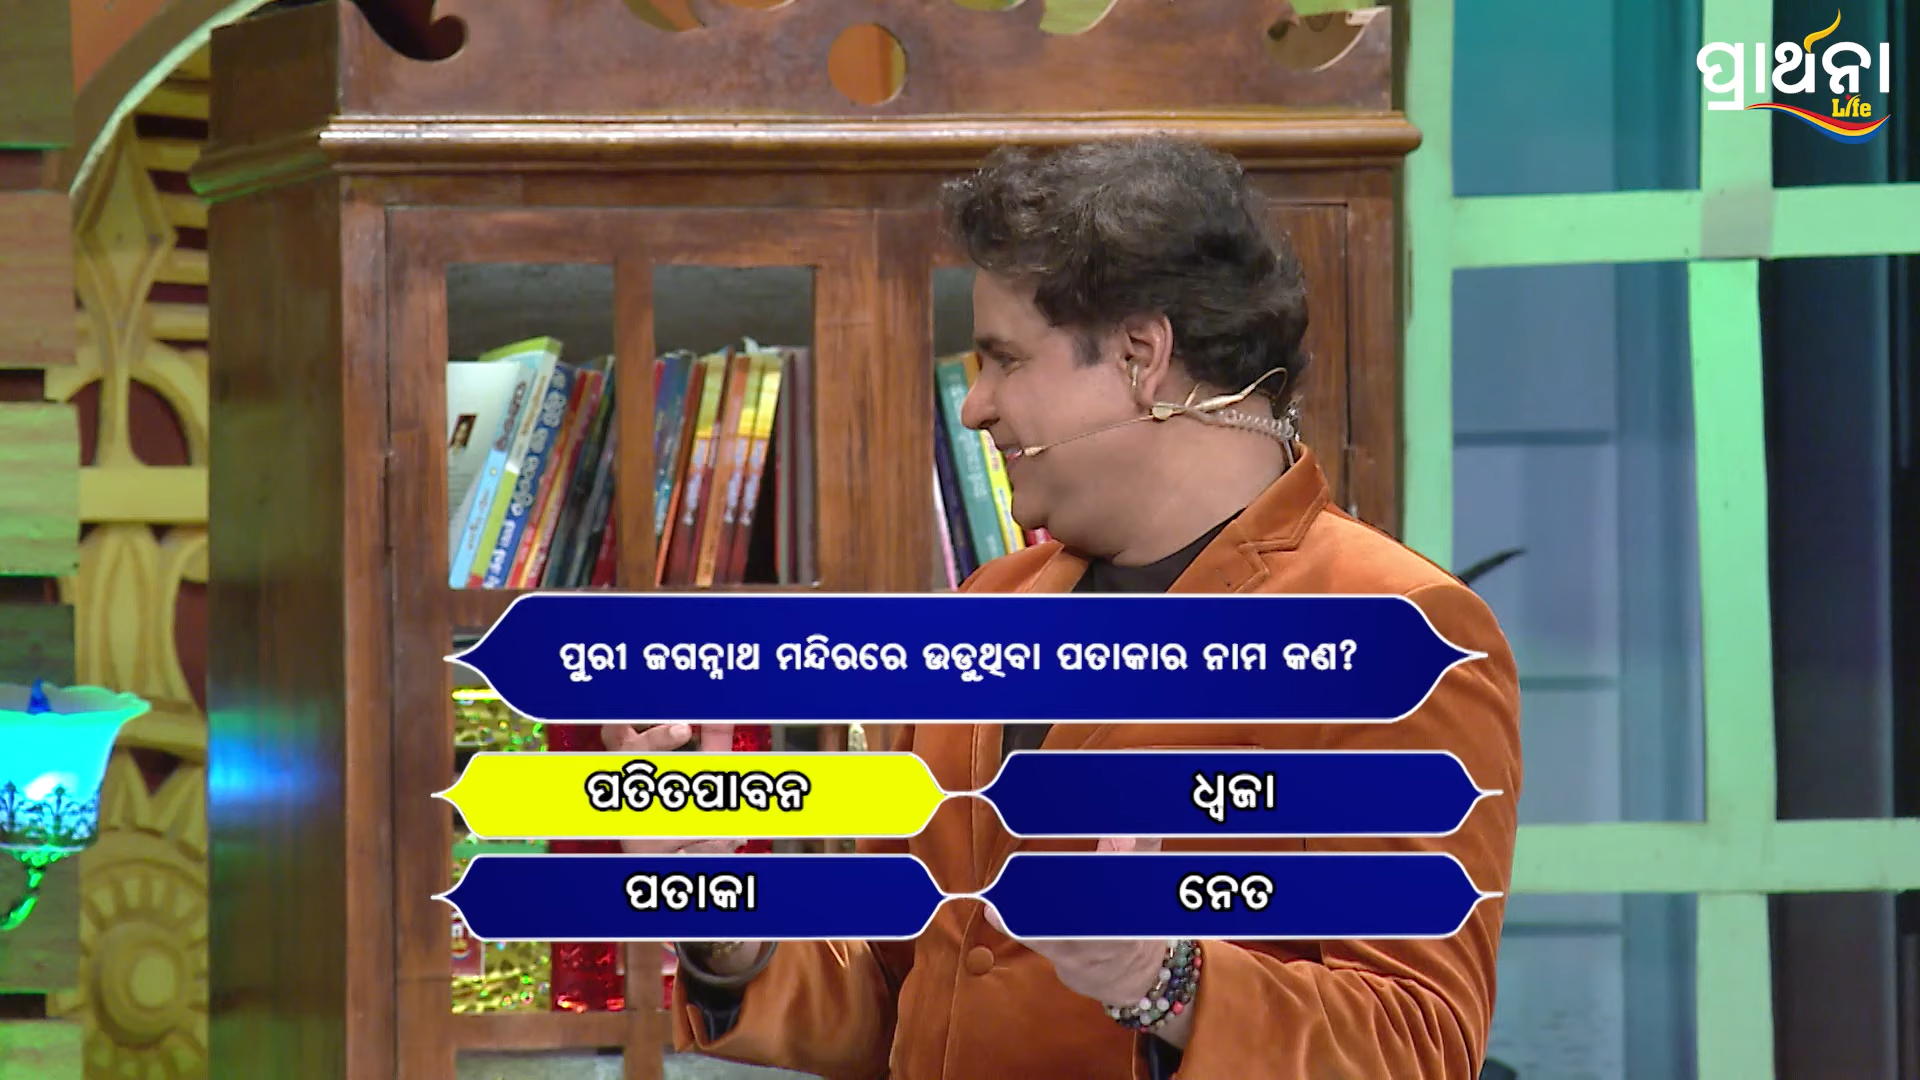 ପ୍ରାର୍ଥନା
Life
ପୁରୀ ଜଗନ୍ନାଥ ମନ୍ଦିରରେ ଉଡୁଥିବା ପତାକାର ନାମ କଣ?
ପତିତପାବନ
ଧ୍ୱଜା
ପତାକା
ନେତ